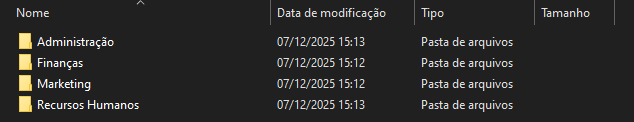 Nome Data de modificação Tipo Tamanho
Administração 07/12/2025 15:13 Pasta de arquivos
Finanças 07/12/2025 15:12 Pasta de arquivos
Marketing 07/12/2025 15:12 Pasta de arquivos
Recursos Humanos 07/12/2025 15:13 Pasta de arquivos